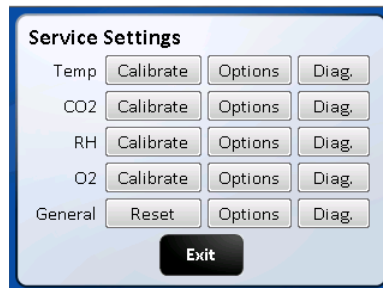 Service Settings
Temp Calibrate Options Diag.
CO2 Calibrate Options Diag.
RH Calibrate Options Diag.
O2 Calibrate Options Diag.
General Reset Options Diag.
Exit